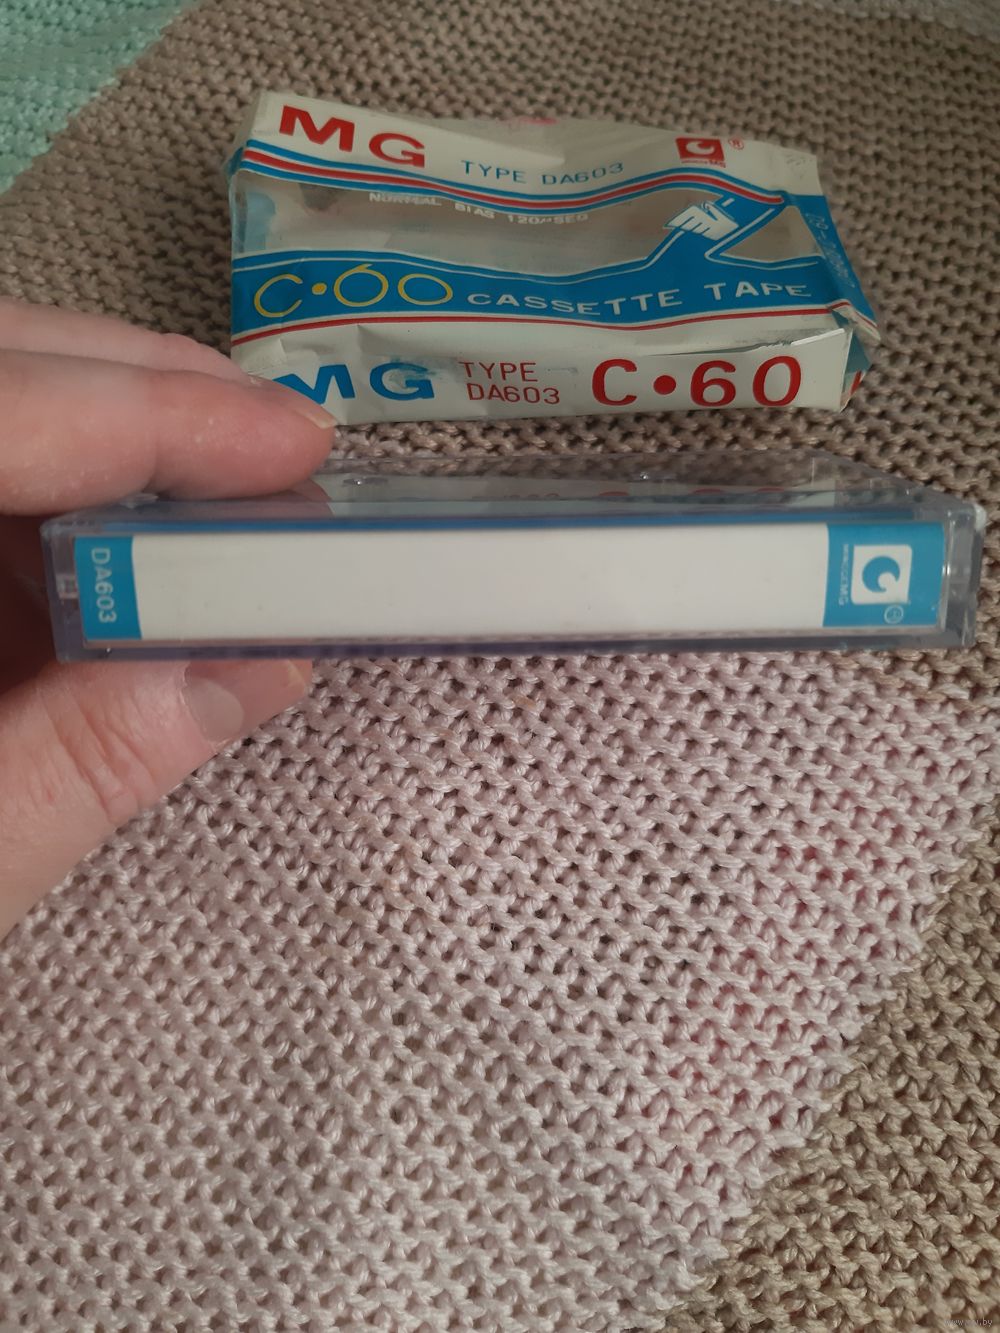 MG
TYPE DA603
®
NORMAL BIAS 120µSEC
C·60 CASSETTE TAPE
MG
TYPE
DA603
C·60
DA603